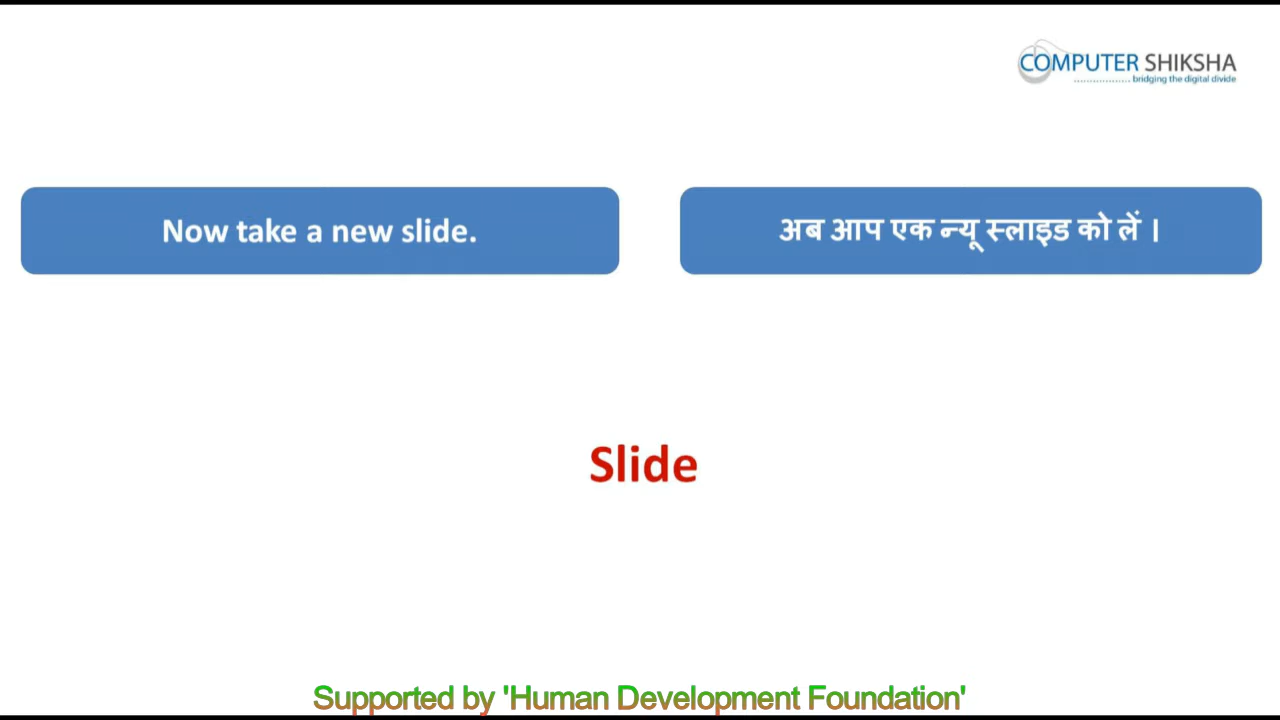 COMPUTER SHIKSHA
.................. bridging the digital divide
Now take a new slide.
अब आप एक न्यू स्लाइड को लें |
Slide
Supported by 'Human Development Foundation'